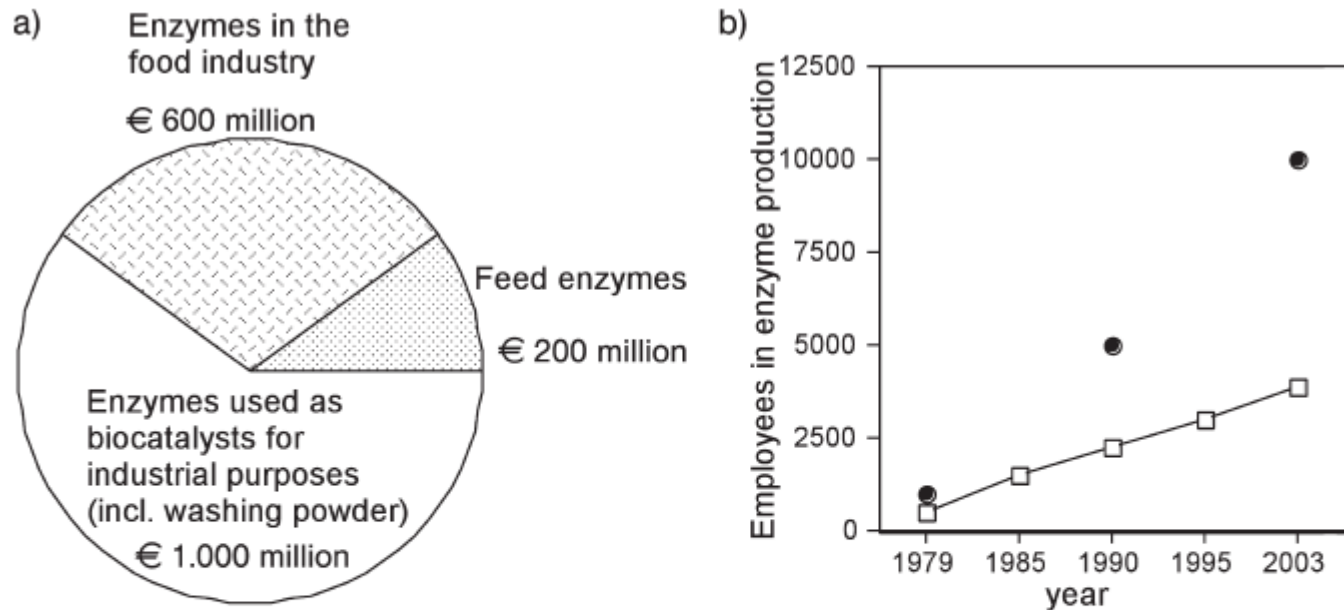 a)
Enzymes in the
food industry
€ 600 million
Feed enzymes
€ 200 million
Enzymes used as
biocatalysts for
industrial purposes
(incl. washing powder)
€ 1.000 million
b)
Employees in enzyme production
12500
10000
7500
5000
2500
0
1979 1985 1990 1995 2003
year